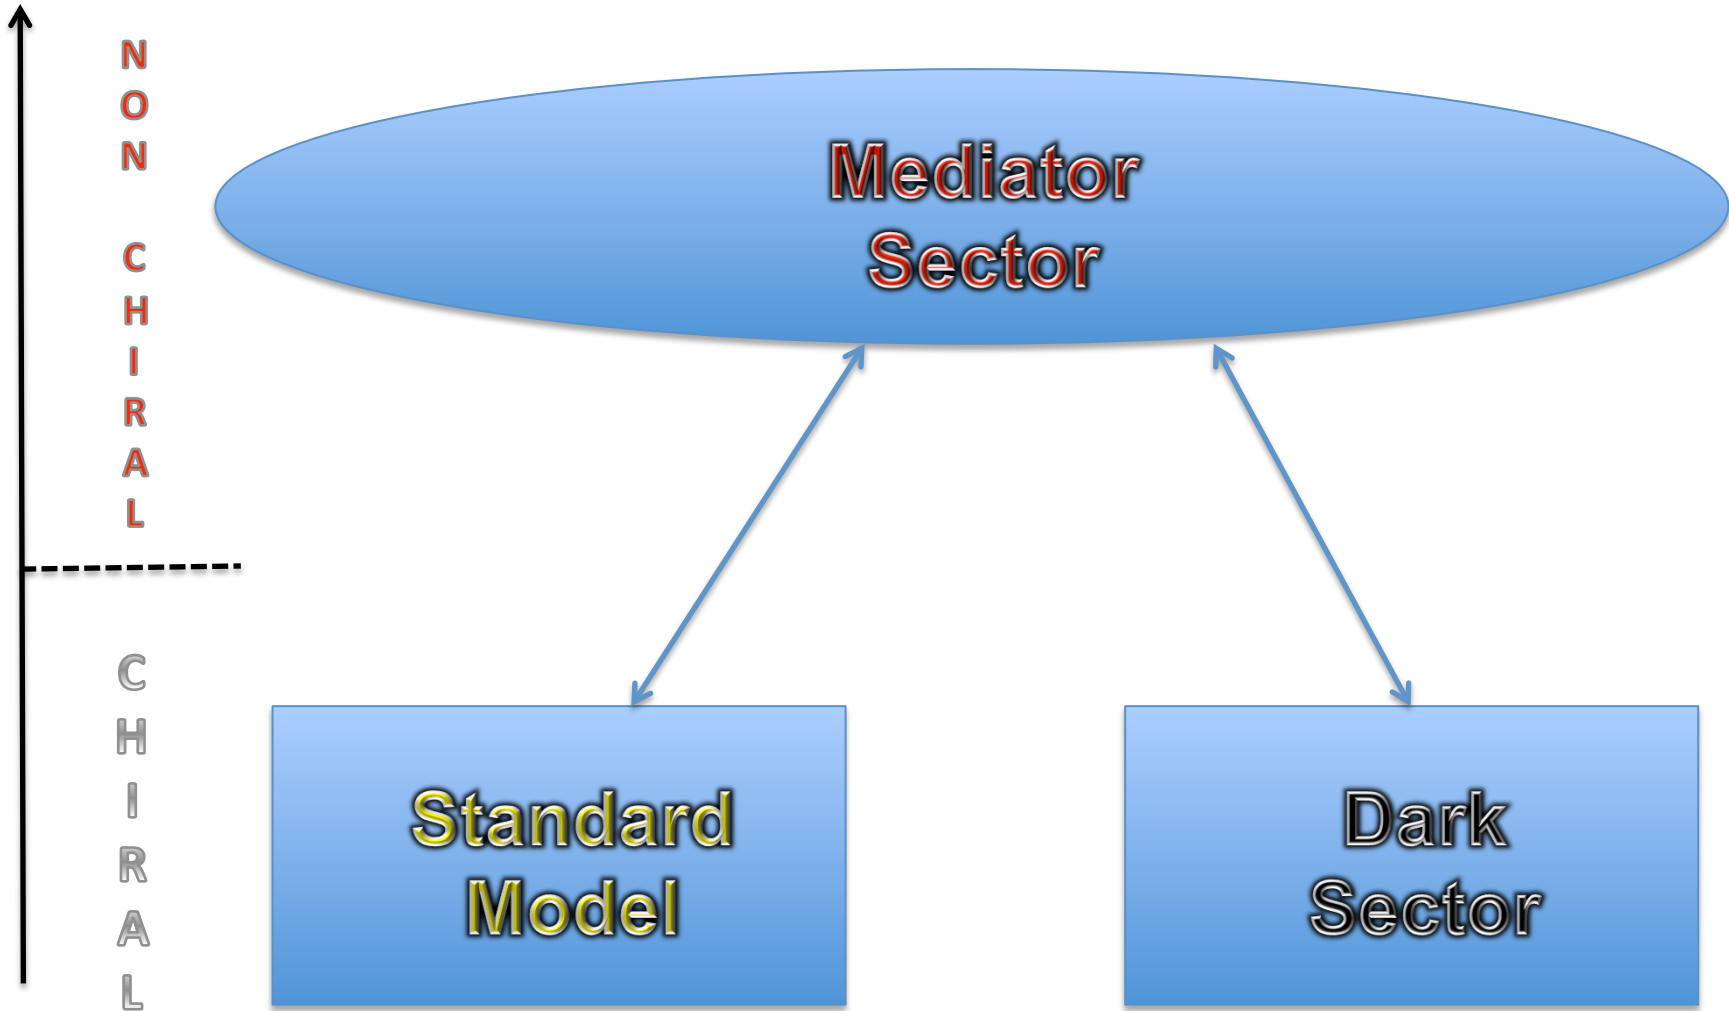 NON CHIRAL
Mediator
Sector
CHIRAL
Standard
Model
Dark
Sector